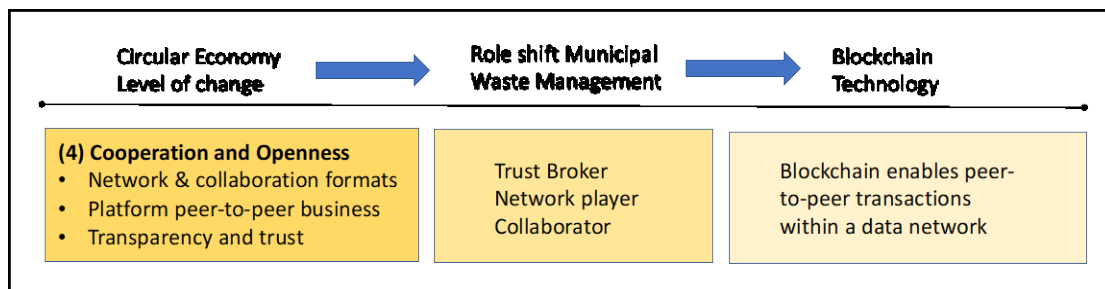 Circular Economy
Level of change
Role shift Municipal
Waste Management
Blockchain
Technology
(4) Cooperation and Openness
• Network & collaboration formats
• Platform peer-to-peer business
• Transparency and trust
Trust Broker
Network player
Collaborator
Blockchain enables peer-
to-peer transactions
within a data network